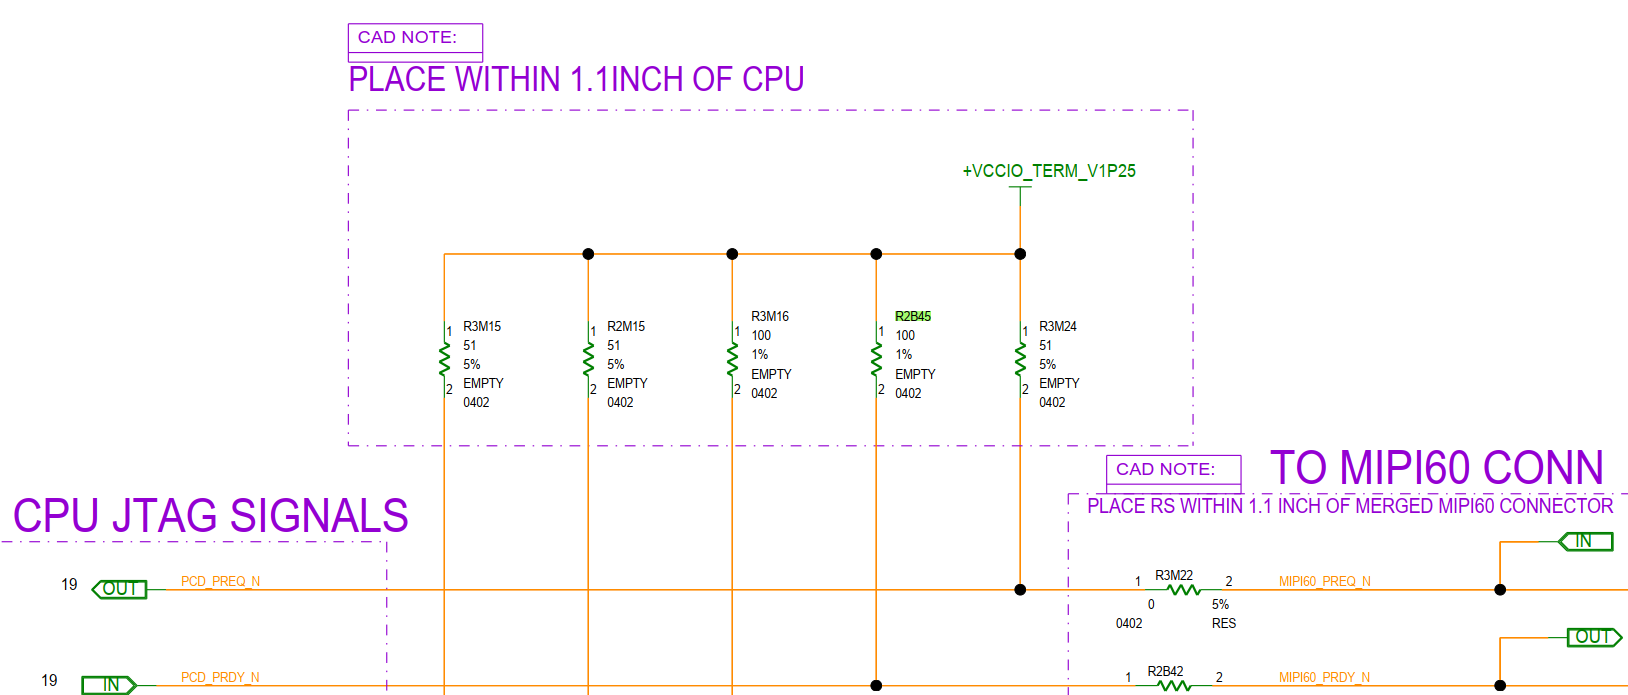 CAD NOTE:
PLACE WITHIN 1.1INCH OF CPU
+VCCIO_TERM_V1P25
1 R3M15
51
5%
EMPTY
2
0402
1 R2M15
51
5%
EMPTY
2
0402
R3M16
1
100
1%
EMPTY
2
0402
R2B45
1
100
1%
EMPTY
2
0402
1 R3M24
51
5%
EMPTY
2
0402
CAD NOTE:
TO MIPI60 CONN
PLACE RS WITHIN 1.1 INCH OF MERGED MIPI60 CONNECTOR
CPU JTAG SIGNALS
IN
19 OUT PCD_PREQ_N
1 R3M22 2 MIPI60_PREQ_N
0 5%
0402 RES
OUT
19 IN PCD_PRDY_N
1 R2B42 2 MIPI60_PRDY_N